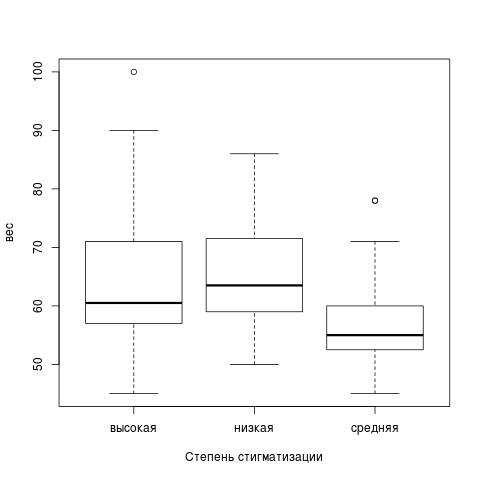 100
90
80
70
60
50
вес
высокая
низкая
средняя
Степень стигматизации